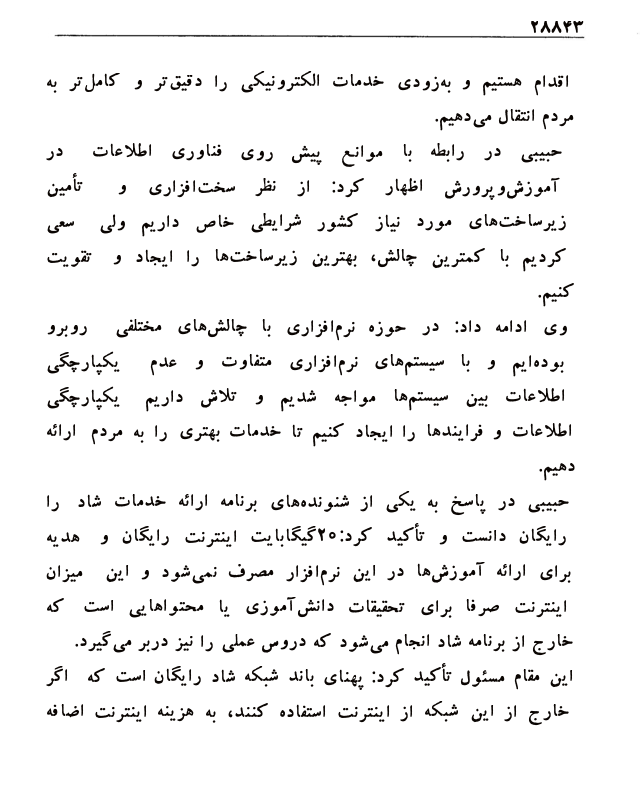 ۲۸۸۴۳
اقدام هستیم و به‌زودی خدمات الکترونیکی را دقیق‌تر و کامل‌تر به
مردم انتقال می‌دهیم.
حبیبی در رابطه با موانع پیش روی فناوری اطلاعات در
آموزش‌وپرورش اظهار کرد: از نظر سخت‌افزاری و تأمین
زیرساخت‌های مورد نیاز کشور شرایطی خاص داریم ولی سعی
کردیم با کمترین چالش، بهترین زیرساخت‌ها را ایجاد و تقویت
کنیم.
وی ادامه داد: در حوزه نرم‌افزاری با چالش‌های مختلفی روبرو
بوده‌ایم و با سیستم‌های نرم‌افزاری متفاوت و عدم یکپارچگی
اطلاعات بین سیستم‌ها مواجه شدیم و تلاش داریم یکپارچگی
اطلاعات و فرایندها را ایجاد کنیم تا خدمات بهتری را به مردم ارائه
دهیم.
حبیبی در پاسخ به یکی از شنونده‌های برنامه ارائه خدمات شاد را
رایگان دانست و تأکید کرد:۲۰گیگابایت اینترنت رایگان و هدیه
برای ارائه آموزش‌ها در این نرم‌افزار مصرف نمی‌شود و این میزان
اینترنت صرفا برای تحقیقات دانش‌آموزی یا محتواهایی است که
خارج از برنامه شاد انجام می‌شود که دروس عملی را نیز دربر می‌گیرد.
این مقام مسئول تأکید کرد: پهنای باند شبکه شاد رایگان است که اگر
خارج از این شبکه از اینترنت استفاده کنند، به هزینه اینترنت اضافه